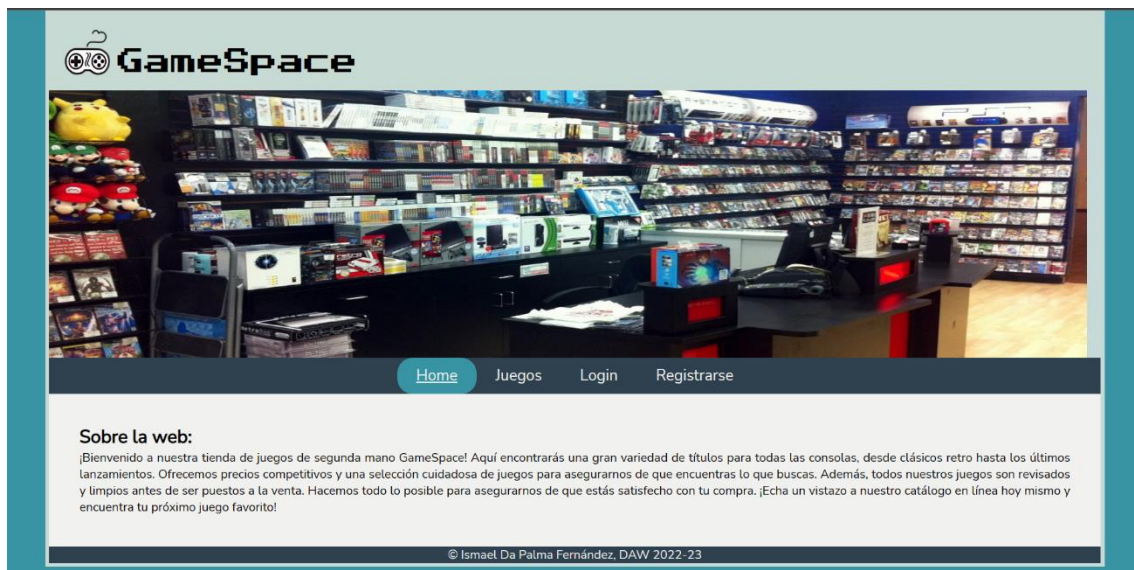 GameSpace
Home Juegos Login Registrarse
Sobre la web:
¡Bienvenido a nuestra tienda de juegos de segunda mano GameSpace! Aquí encontrarás una gran variedad de títulos para todas las consolas, desde clásicos retro hasta los últimos
lanzamientos. Ofrecemos precios competitivos y una selección cuidadosa de juegos para asegurarnos de que encuentras lo que buscas. Además, todos nuestros juegos son revisados
y limpios antes de ser puestos a la venta. Hacemos todo lo posible para asegurarnos de que estás satisfecho con tu compra. ¡Echa un vistazo a nuestro catálogo en línea hoy mismo y
encuentra tu próximo juego favorito!
© Ismael Da Palma Fernández, DAW 2022-23